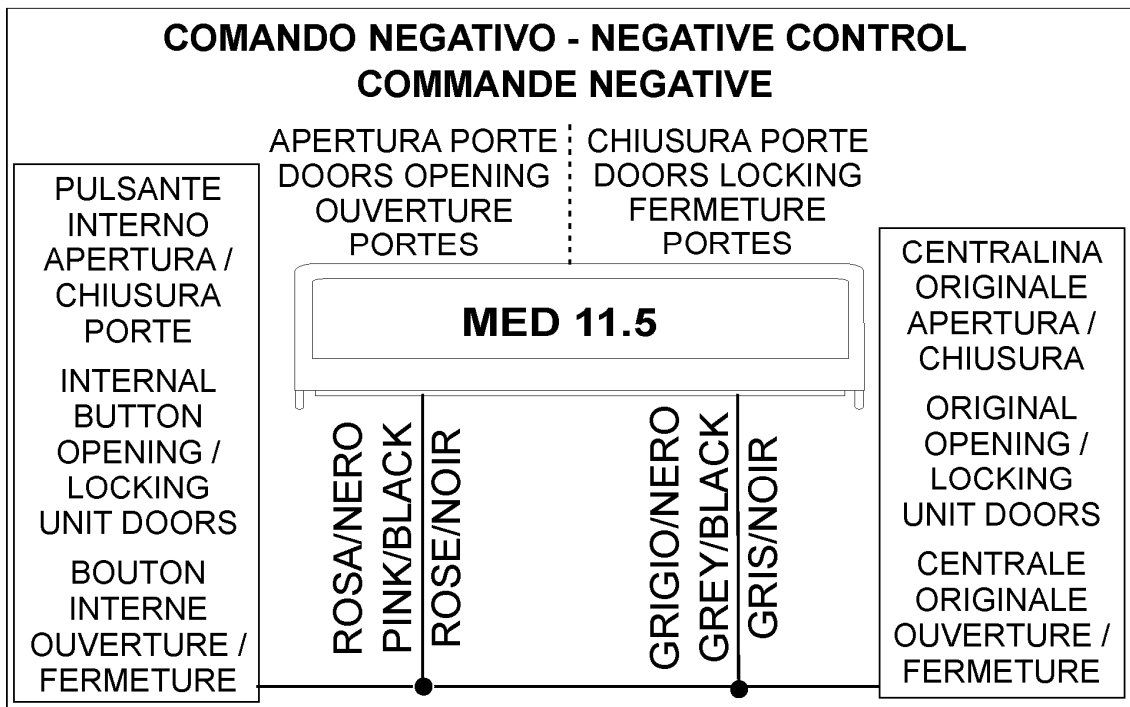 COMANDO NEGATIVO - NEGATIVE CONTROL
COMMANDE NEGATIVE
APERTURA PORTE
DOORS OPENING
OUVERTURE
PORTES
CHIUSURA PORTE
DOORS LOCKING
FERMETURE
PORTES
PULSANTE
INTERNO
APERTURA /
CHIUSURA
PORTE
INTERNAL
BUTTON
OPENING /
LOCKING
UNIT DOORS
BOUTON
INTERNE
OUVERTURE /
FERMETURE
MED 11.5
ROSA/NERO
PINK/BLACK
ROSE/NOIR
GRIGIO/NERO
GREY/BLACK
GRIS/NOIR
CENTRALINA
ORIGINALE
APERTURA /
CHIUSURA
ORIGINAL
OPENING /
LOCKING
UNIT DOORS
CENTRALE
ORIGINALE
OUVERTURE /
FERMETURE